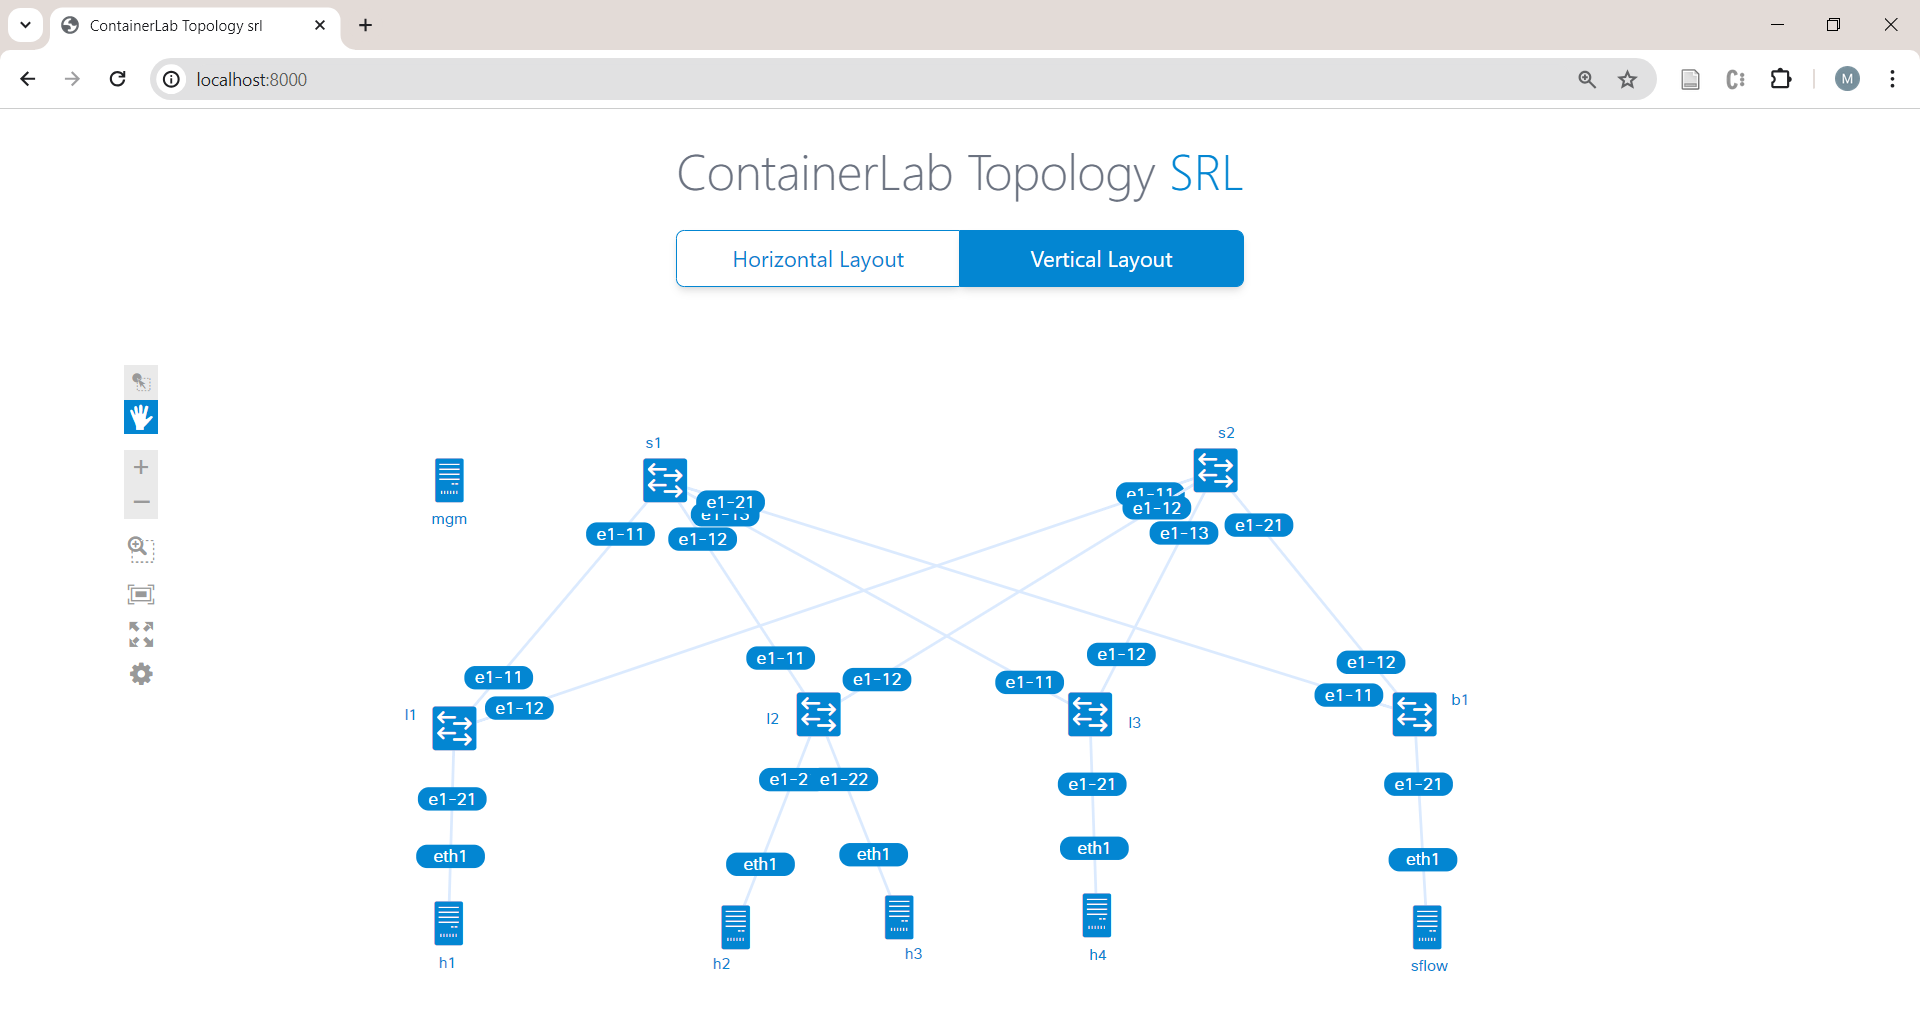 ContainerLab Topology srl
localhost:8000
M
ContainerLab Topology SRL
Horizontal Layout
Vertical Layout
s1
s2
mgm
e1-21
e1-13
e1-11
e1-12
e1-11
e1-12
e1-13
e1-21
e1-11
e1-12
l1
e1-11
e1-12
l2
e1-11
e1-12
l3
e1-12
e1-11
b1
e1-21
e1-2
e1-22
e1-21
e1-21
eth1
eth1
eth1
eth1
eth1
h1
h2
h3
h4
sflow